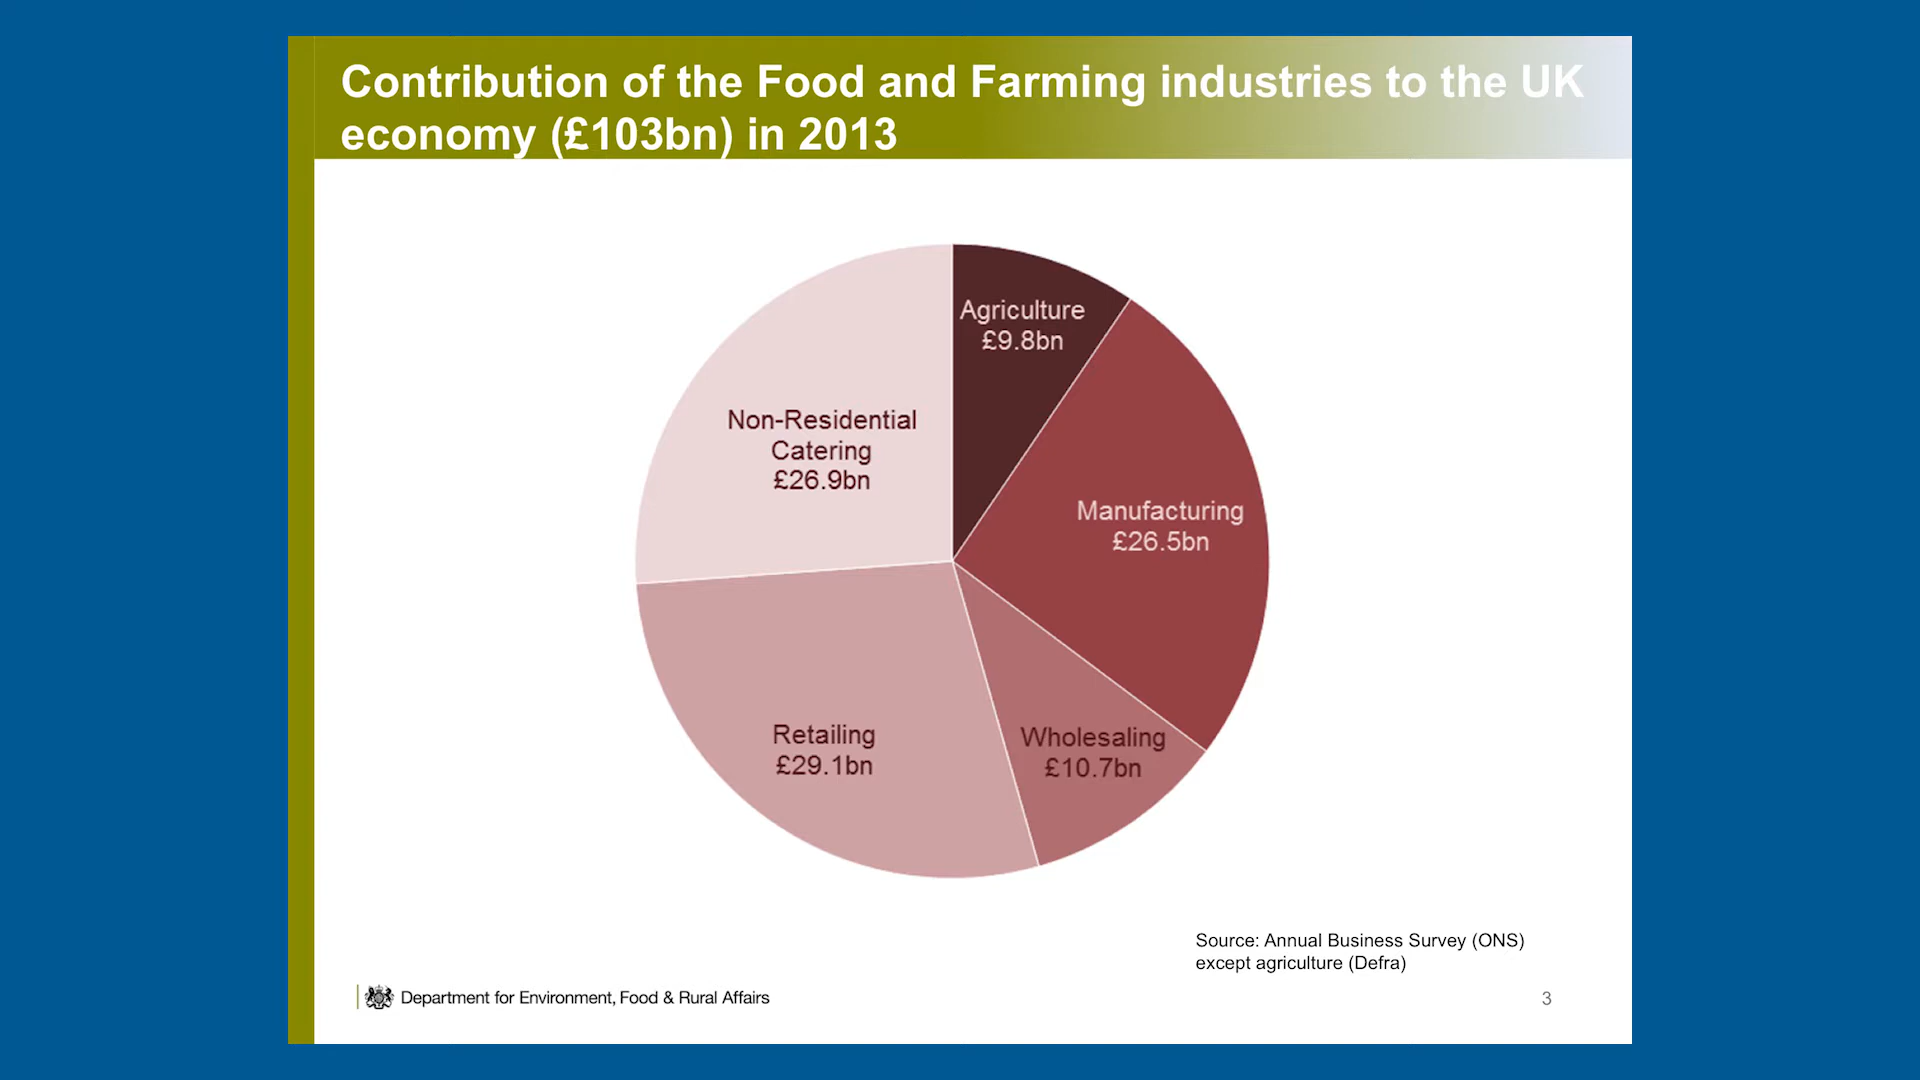 Contribution of the Food and Farming industries to the UK
economy (£103bn) in 2013
Agriculture
£9.8bn
Non-Residential
Catering
£26.9bn
Manufacturing
£26.5bn
Retailing
£29.1bn
Wholesaling
£10.7bn
Source: Annual Business Survey (ONS)
except agriculture (Defra)
Department for Environment, Food & Rural Affairs
3